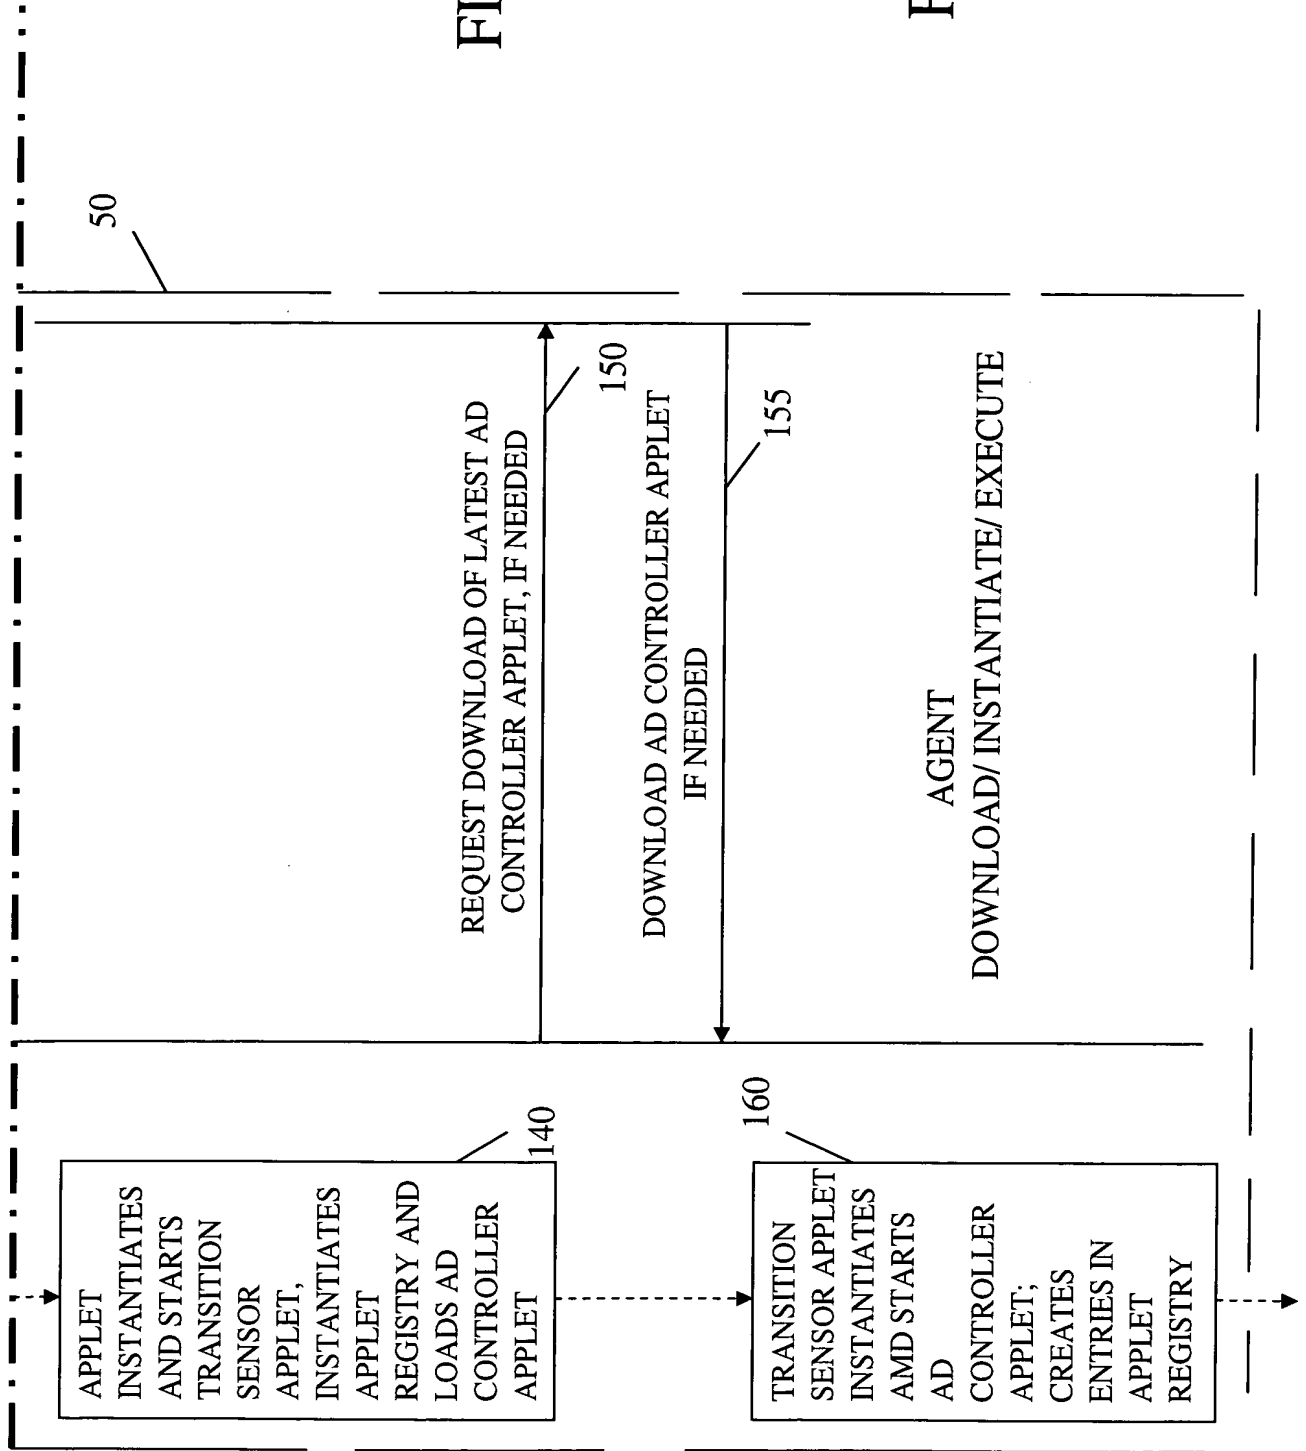 APPLET
INSTANTIATES
AND STARTS
TRANSITION
SENSOR
APPLET,
INSTANTIATES
APPLET
REGISTRY AND
LOADS AD
CONTROLLER
APPLET
140
REQUEST DOWNLOAD OF LATEST AD
CONTROLLER APPLET, IF NEEDED
150
50
DOWNLOAD AD CONTROLLER APPLET
IF NEEDED
155
TRANSITION
SENSOR APPLET
INSTANTIATES
AMD STARTS
AD
CONTROLLER
APPLET;
CREATES
ENTRIES IN
APPLET
REGISTRY
160
AGENT
DOWNLOAD/ INSTANTIATE/ EXECUTE